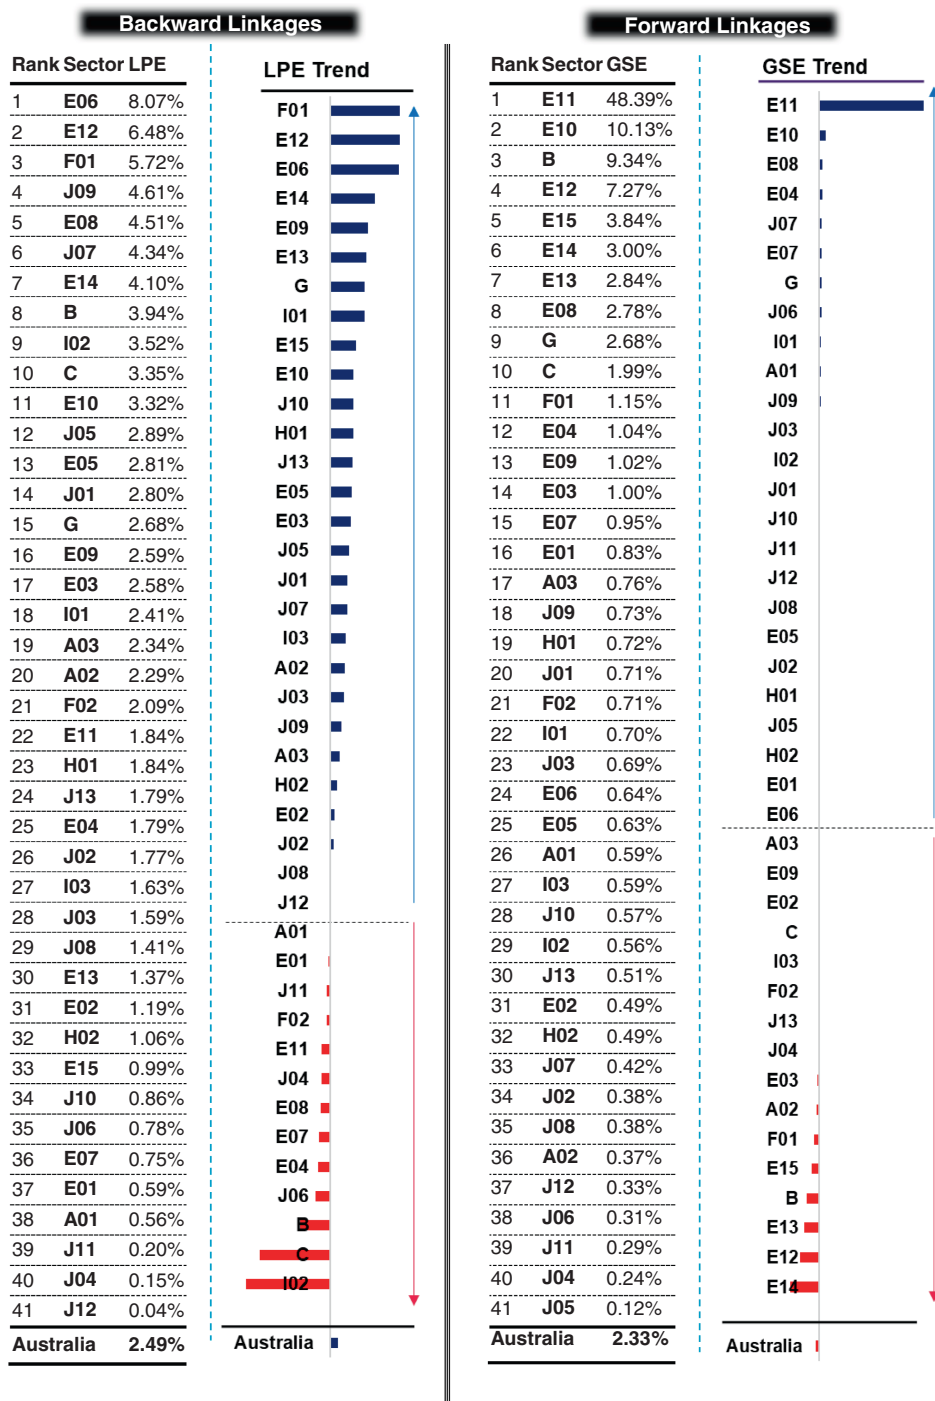 Backward Linkages
Rank Sector LPE
1 E06 8.07%
2 E12 6.48%
3 F01 5.72%
4 J09 4.61%
5 E08 4.51%
6 J07 4.34%
7 E14 4.10%
8 B 3.94%
9 I02 3.52%
10 C 3.35%
11 E10 3.32%
12 J05 2.89%
13 E05 2.81%
14 J01 2.80%
15 G 2.68%
16 E09 2.59%
17 E03 2.58%
18 I01 2.41%
19 A03 2.34%
20 A02 2.29%
21 F02 2.09%
22 E11 1.84%
23 H01 1.84%
24 J13 1.79%
25 E04 1.79%
26 J02 1.77%
27 I03 1.63%
28 J03 1.59%
29 J08 1.41%
30 E13 1.37%
31 E02 1.19%
32 H02 1.06%
33 E15 0.99%
34 J10 0.86%
35 J06 0.78%
36 E07 0.75%
37 E01 0.59%
38 A01 0.56%
39 J11 0.20%
40 J04 0.15%
41 J12 0.04%
Australia 2.49%
LPE Trend
F01
E12
E06
E14
E09
E13
G
I01
E15
E10
J10
H01
J13
E05
E03
J05
J01
J07
I03
A02
J03
J09
A03
H02
E02
J02
J08
J12
A01
E01
J11
F02
E11
J04
E08
E07
E04
J06
B
C
I02
Australia
Forward Linkages
Rank Sector GSE
1 E11 48.39%
2 E10 10.13%
3 B 9.34%
4 E12 7.27%
5 E15 3.84%
6 E14 3.00%
7 E13 2.84%
8 E08 2.78%
9 G 2.68%
10 C 1.99%
11 F01 1.15%
12 E04 1.04%
13 E09 1.02%
14 E03 1.00%
15 E07 0.95%
16 E01 0.83%
17 A03 0.76%
18 J09 0.73%
19 H01 0.72%
20 J01 0.71%
21 F02 0.71%
22 I01 0.70%
23 J03 0.69%
24 E06 0.64%
25 E05 0.63%
26 A01 0.59%
27 I03 0.59%
28 J10 0.57%
29 I02 0.56%
30 J13 0.51%
31 E02 0.49%
32 H02 0.49%
33 J07 0.42%
34 J02 0.38%
35 J08 0.38%
36 A02 0.37%
37 J12 0.33%
38 J06 0.31%
39 J11 0.29%
40 J04 0.24%
41 J05 0.12%
Australia 2.33%
GSE Trend
E11
E10
E08
E04
J07
E07
G
J06
I01
A01
J09
J03
I02
J01
J10
J11
J12
J08
E05
J02
H01
J05
H02
E01
E06
A03
E09
E02
C
I03
F02
J13
J04
E03
A02
F01
E15
B
E13
E12
E14
Australia